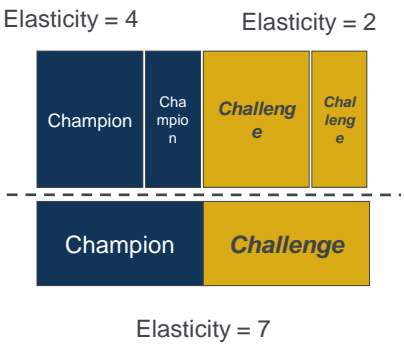 Elasticity = 4
Elasticity = 2
Champion
Cha
mpio
n
Challeng
e
Chal
leng
e
Champion
Challenge
Elasticity = 7